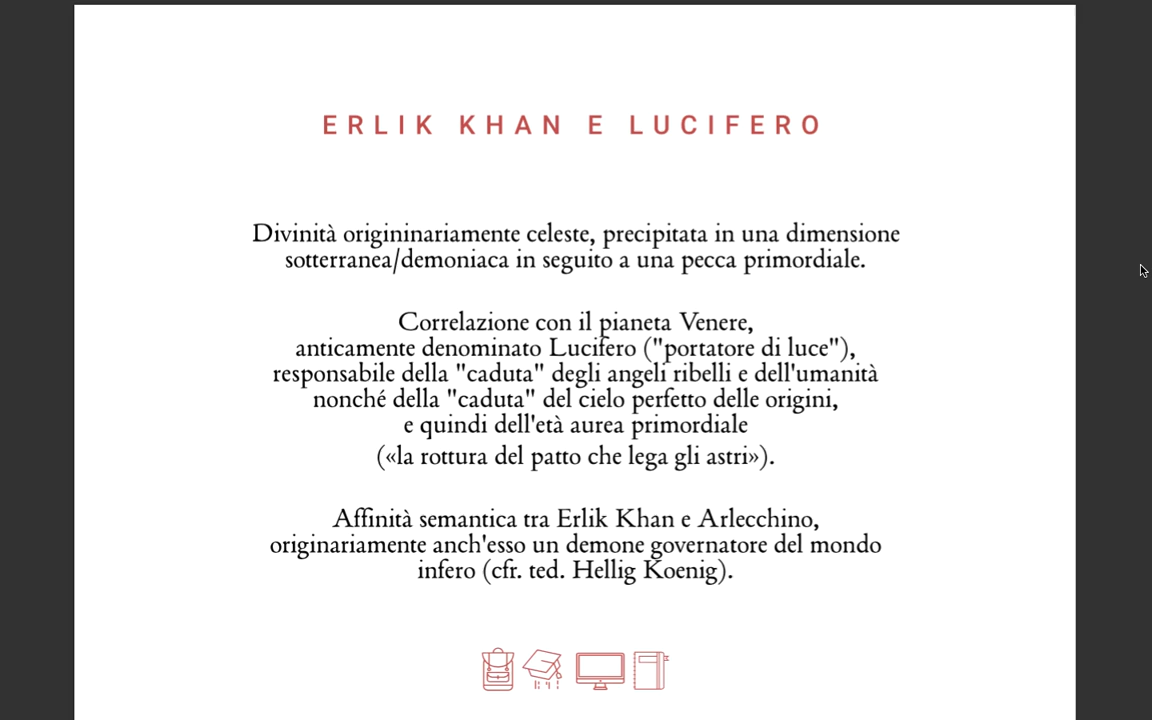 ERLIK KHAN E LUCIFERO
Divinità origininariamente celeste, precipitata in una dimensione
sotterranea/demoniaca in seguito a una pecca primordiale.
Correlazione con il pianeta Venere,
anticamente denominato Lucifero ("portatore di luce"),
responsabile della "caduta" degli angeli ribelli e dell'umanità
nonché della "caduta" del cielo perfetto delle origini,
e quindi dell'età aurea primordiale
(«la rottura del patto che lega gli astri»).
Affinità semantica tra Erlik Khan e Arlecchino,
originariamente anch'esso un demone governatore del mondo
infero (cfr. ted. Hellig Koenig).